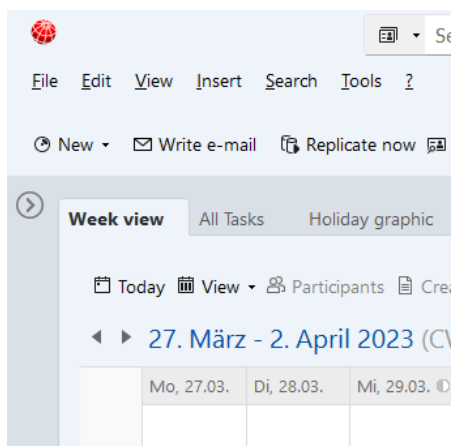 Se
File Edit View Insert Search Tools ?
New Write e-mail Replicate now
Week view All Tasks Holiday graphic
Today View Participants Crea
27. März - 2. April 2023 (CW
Mo, 27.03. Di, 28.03. Mi, 29.03.